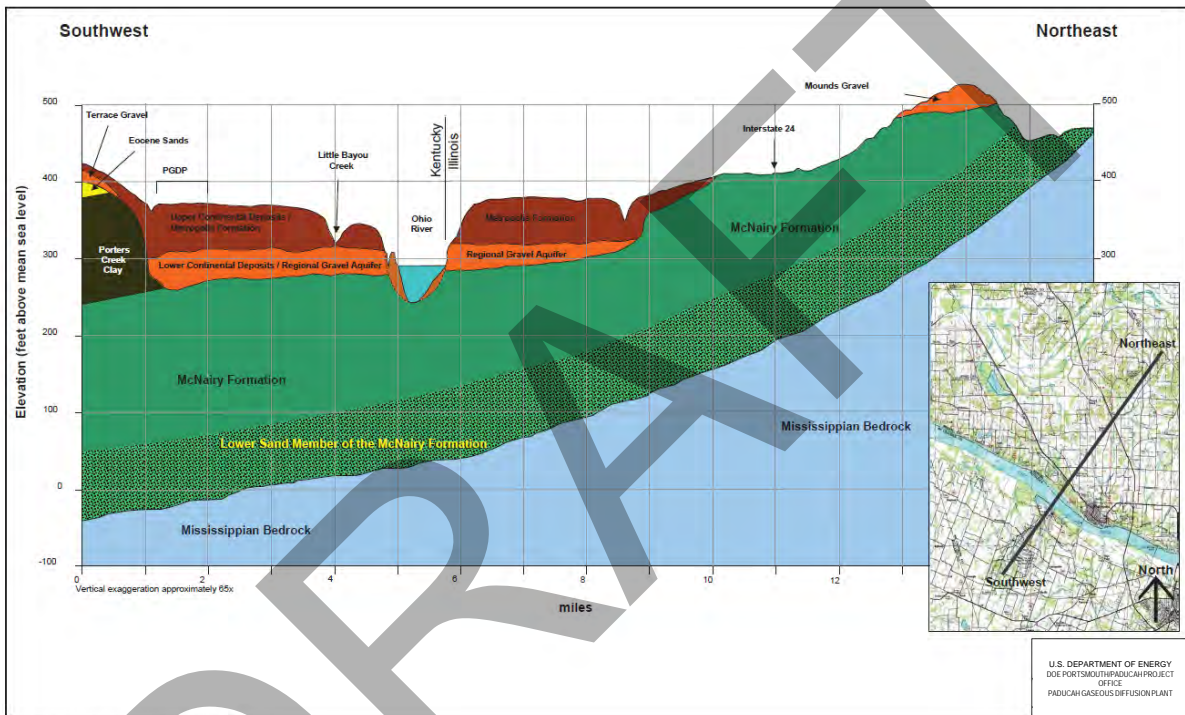 Southwest
Northeast
Mounds Gravel
500
500
Terrace Gravel
Interstate 24
Eocene Sands
Kentucky
Illinois
Little Bayou
Creek
PGDP
400
400
Upper Continental Deposits /
Metropolis Formation
Ohio
River
Metropolis Formation
McNairy Formation
Porters
Creek
Clay
300
Lower Continental Deposits / Regional Gravel Aquifer
Regional Gravel Aquifer
300
Elevation (feet above mean sea level)
200
McNairy Formation
100
Lower Sand Member of the McNairy Formation
Mississippian Bedrock
0
Mississippian Bedrock
-100
0
2
4
6
8
10
12
Vertical exaggeration approximately 65x
miles
Northeast
Southwest
North
U.S. DEPARTMENT OF ENERGY
DOE PORTSMOUTH/PADUCAH PROJECT
OFFICE
PADUCAH GASEOUS DIFFUSION PLANT
DRAFT